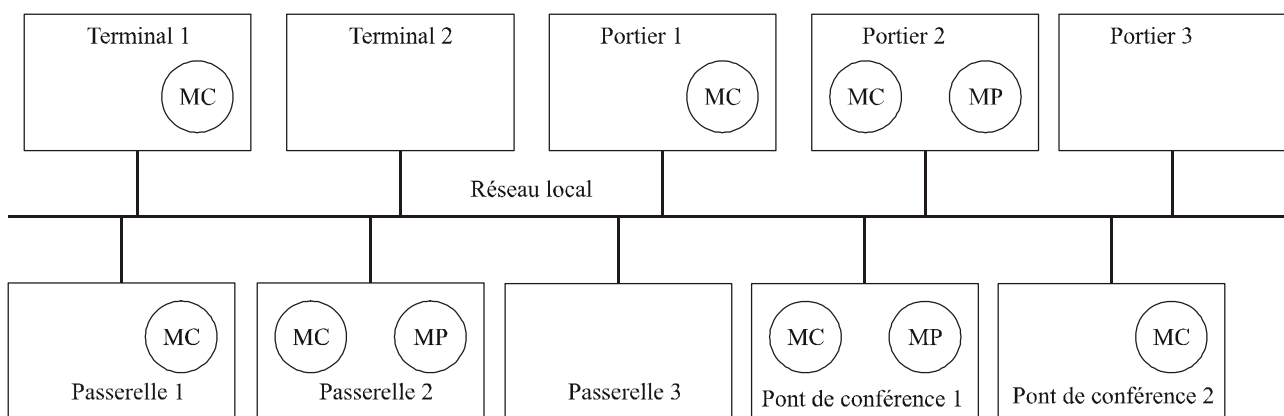 Terminal 1
MC
Terminal 2
Portier 1
MC
Portier 2
MC
MP
Portier 3
Réseau local
MC
Passerelle 1
MC
MP
Passerelle 2
Passerelle 3
MC
MP
Pont de conférence 1
MC
Pont de conférence 2